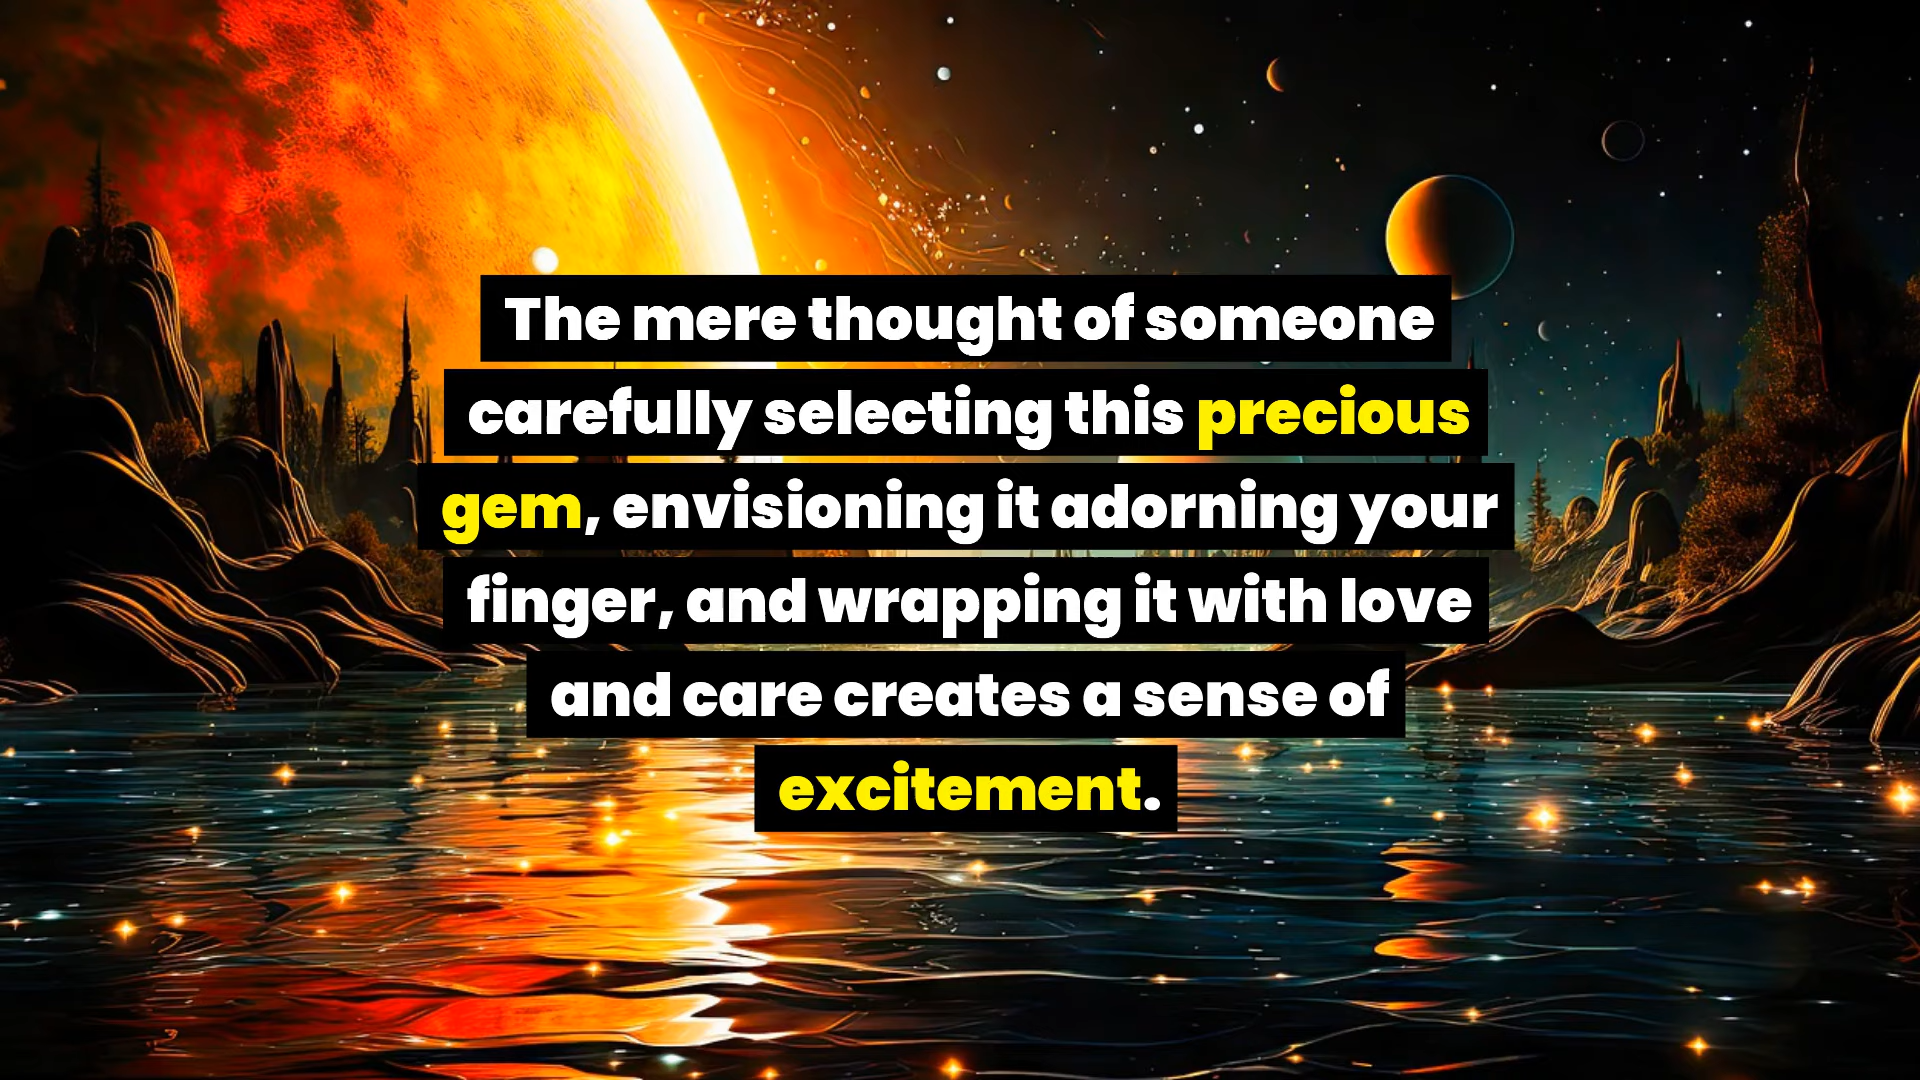 The mere thought of someone
carefully selecting this precious
gem, envisioning it adorning your
finger, and wrapping it with love
and care creates a sense of
excitement.